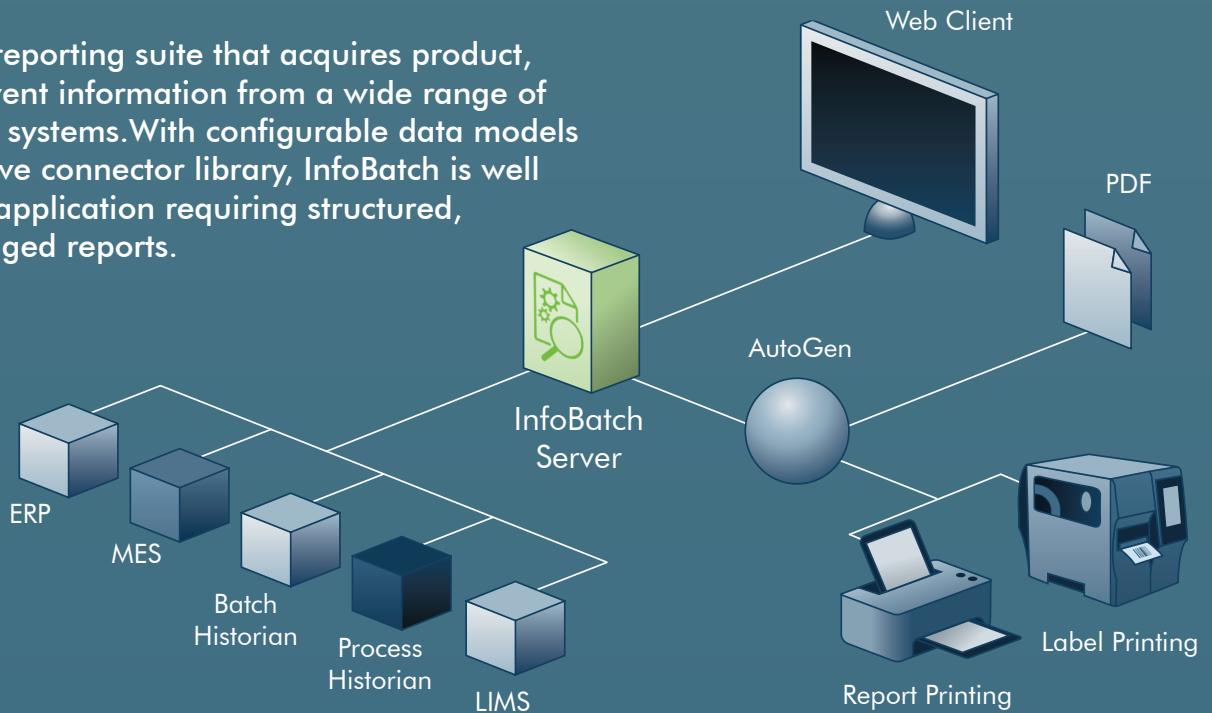 reporting suite that acquires product,
vent information from a wide range of
systems.With configurable data models
ve connector library, InfoBatch is well
application requiring structured,
ged reports.
Web Client
PDF
AutoGen
InfoBatch
Server
ERP
MES
Batch
Historian
Process
Historian
LIMS
Label Printing
Report Printing